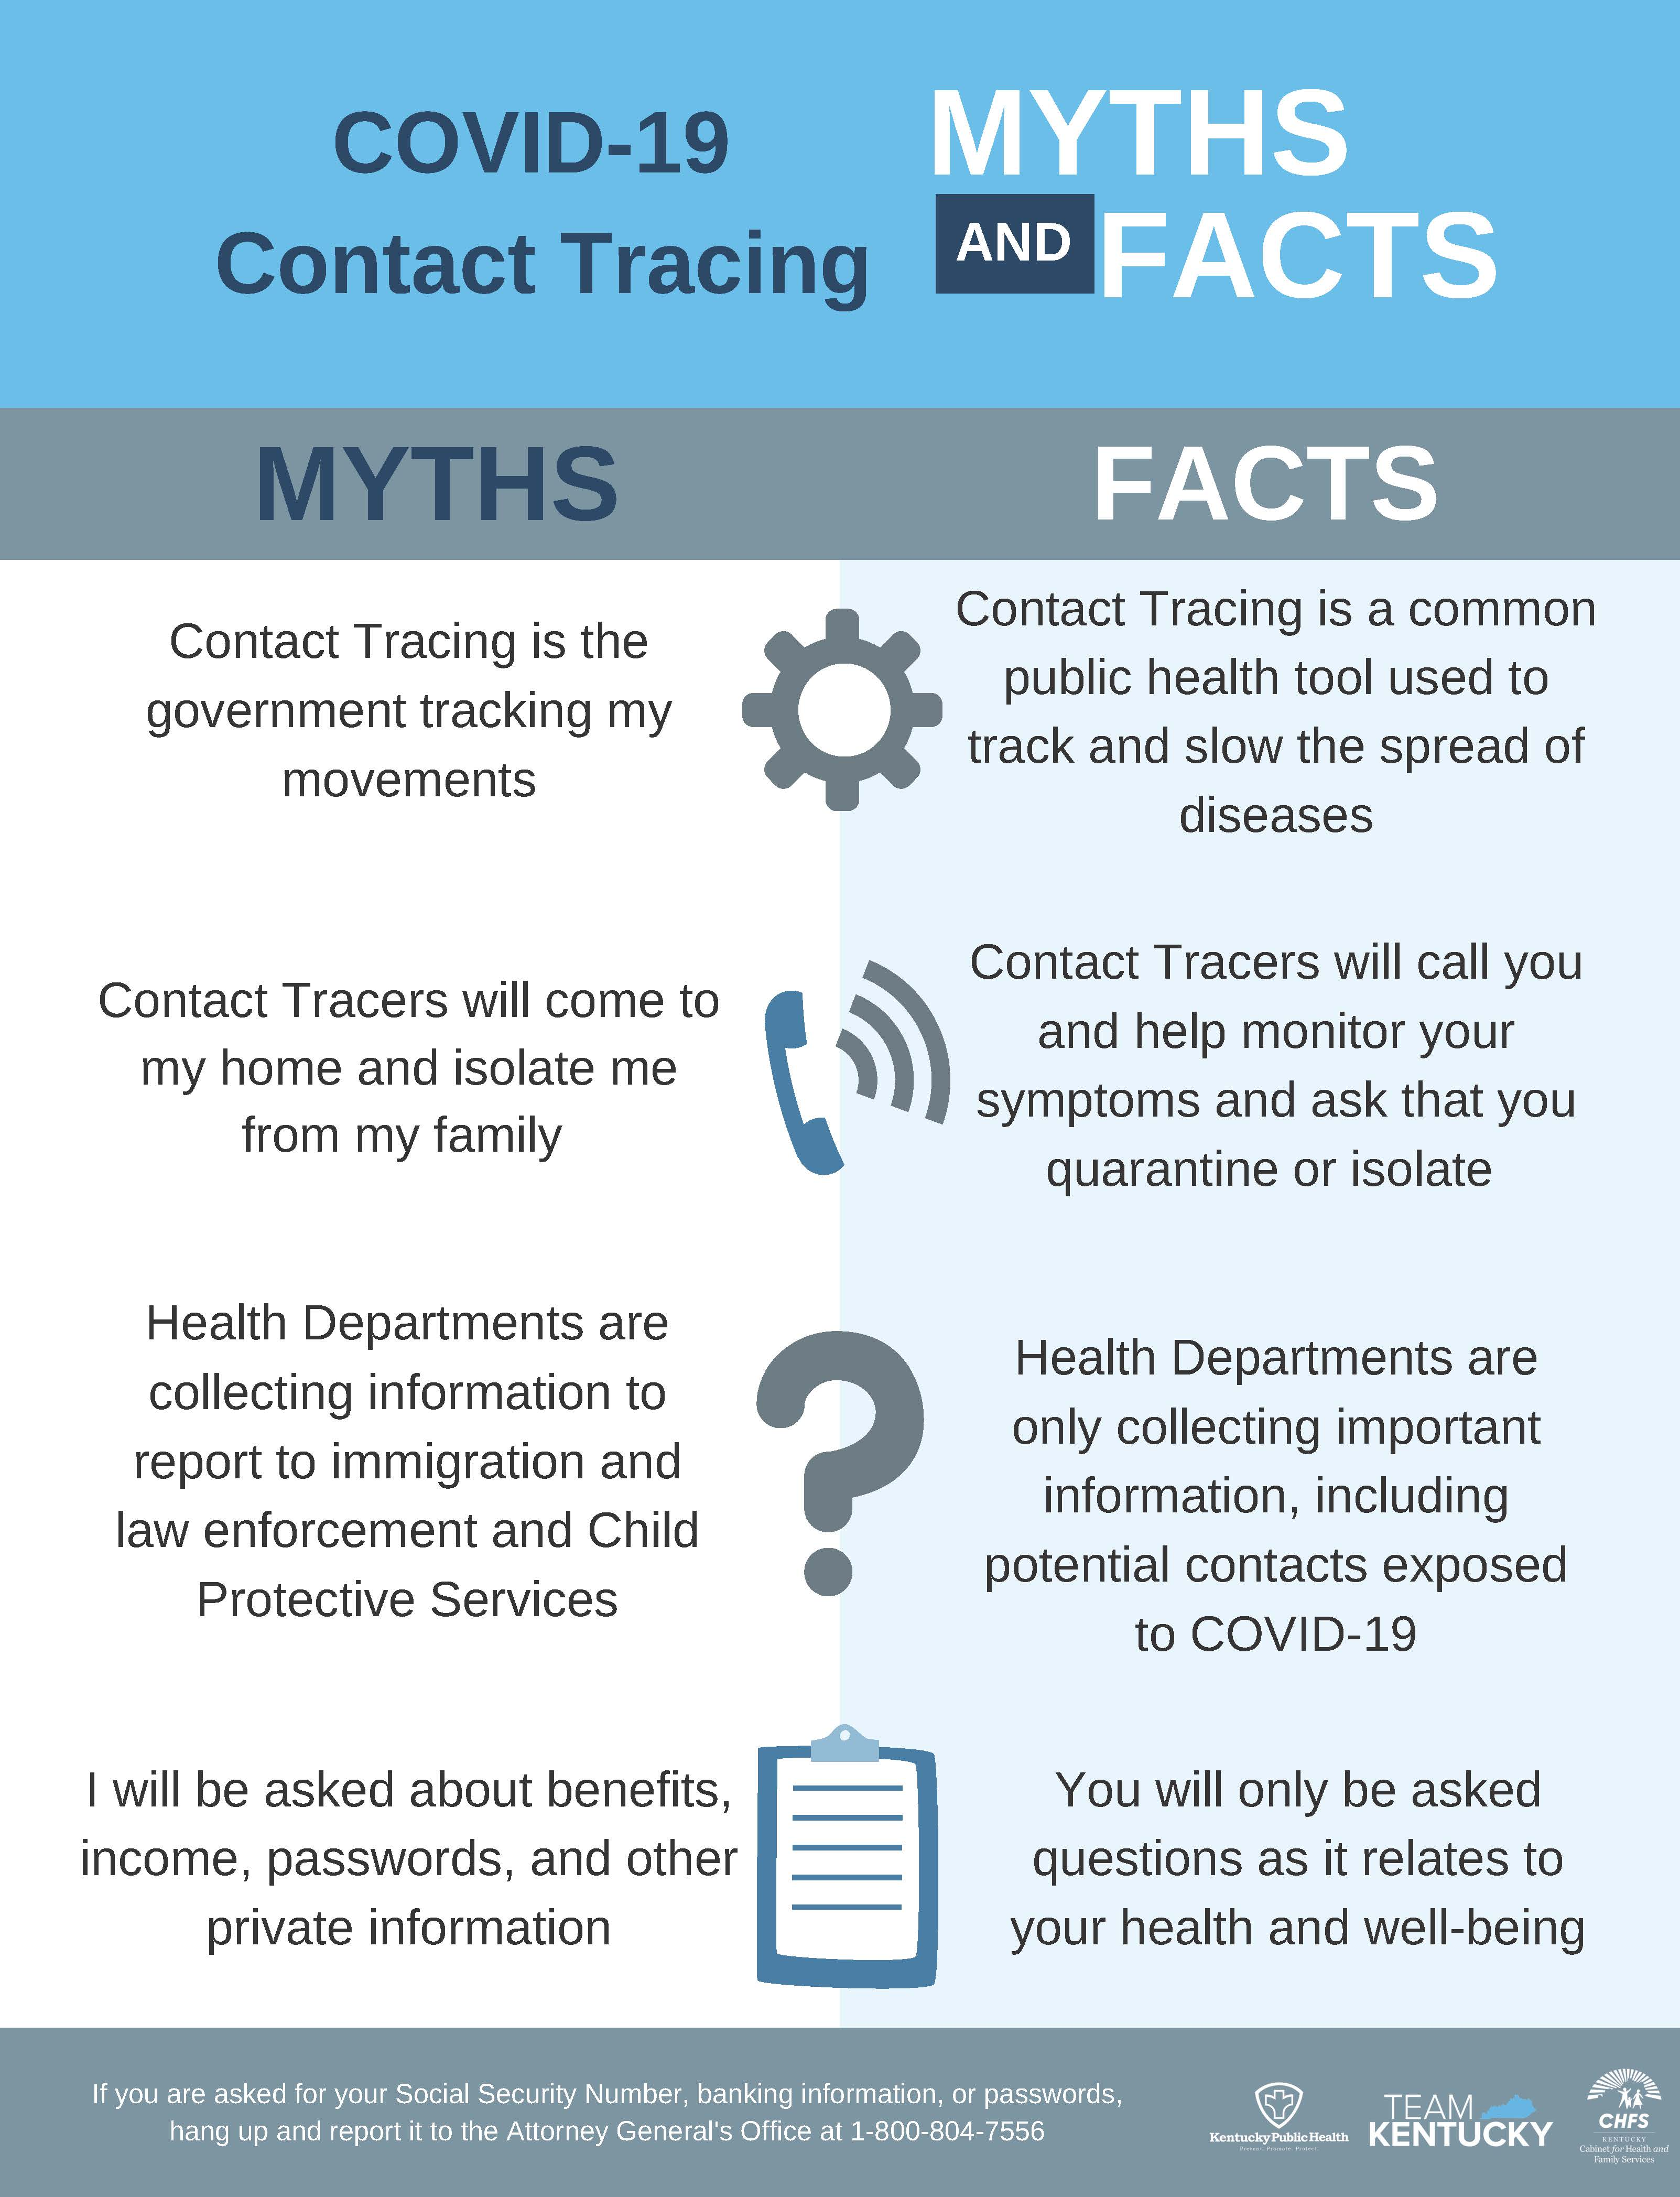 COVID-19
Contact Tracing
MYTHS
AND FACTS
MYTHS
FACTS
Contact Tracing is the
government tracking my
movements
Contact Tracing is a common
public health tool used to
track and slow the spread of
diseases
Contact Tracers will come to
my home and isolate me
from my family
Contact Tracers will call you
and help monitor your
symptoms and ask that you
quarantine or isolate
Health Departments are
collecting information to
report to immigration and
law enforcement and Child
Protective Services
Health Departments are
only collecting important
information, including
potential contacts exposed
to COVID-19
I will be asked about benefits,
income, passwords, and other
private information
You will only be asked
questions as it relates to
your health and well-being
If you are asked for your Social Security Number, banking information, or passwords,
hang up and report it to the Attorney General's Office at 1-800-804-7556
Kentucky Public Health
Prevent. Promote. Protect.
TEAM
KENTUCKY
CHFS
KENTUCKY
Cabinet for Health and
Family Services